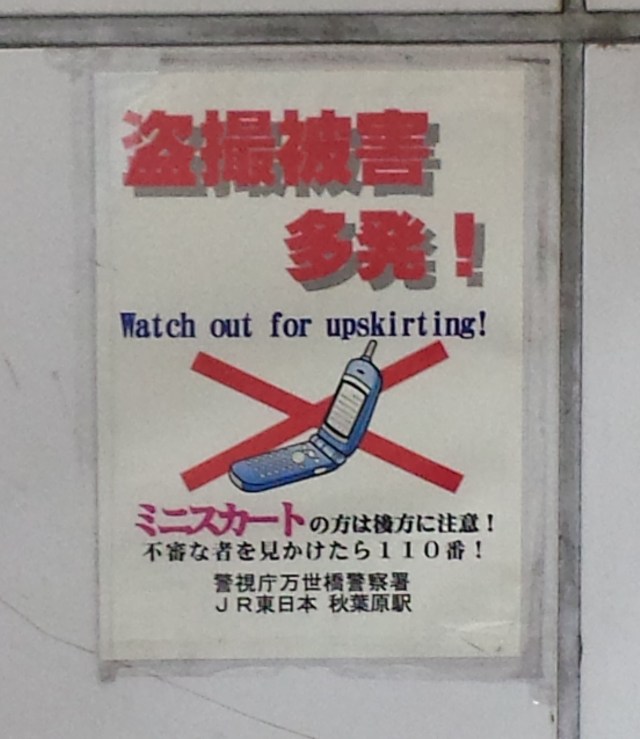 盗撮被害
多発！
Watch out for upskirting!
ミニスカートの方は後方に注意！
不審な者を見かけたら１１０番！
警視庁万世橋警察署
ＪＲ東日本 秋葉原駅